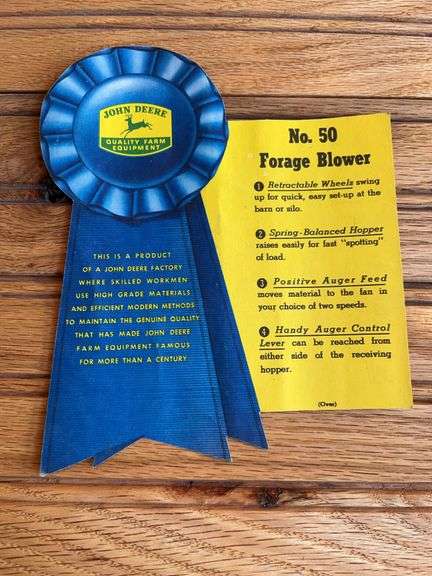 JOHN DEERE
QUALITY FARM
EQUIPMENT
THIS IS A PRODUCT
OF A JOHN DEERE FACTORY
WHERE SKILLED WORKMEN
USE HIGH GRADE MATERIALS
AND EFFICIENT MODERN METHODS
TO MAINTAIN THE GENUINE QUALITY
THAT HAS MADE JOHN DEERE
FARM EQUIPMENT FAMOUS
FOR MORE THAN A CENTURY
No. 50
Forage Blower
1 Retractable Wheels swing
up for quick, easy set-up at the
barn or silo.
2 Spring-Balanced Hopper
raises easily for fast "spotting"
of load.
3 Positive Auger Feed
moves material to the fan in
your choice of two speeds.
4 Handy Auger Control
Lever can be reached from
either side of the receiving
hopper.
(Over)